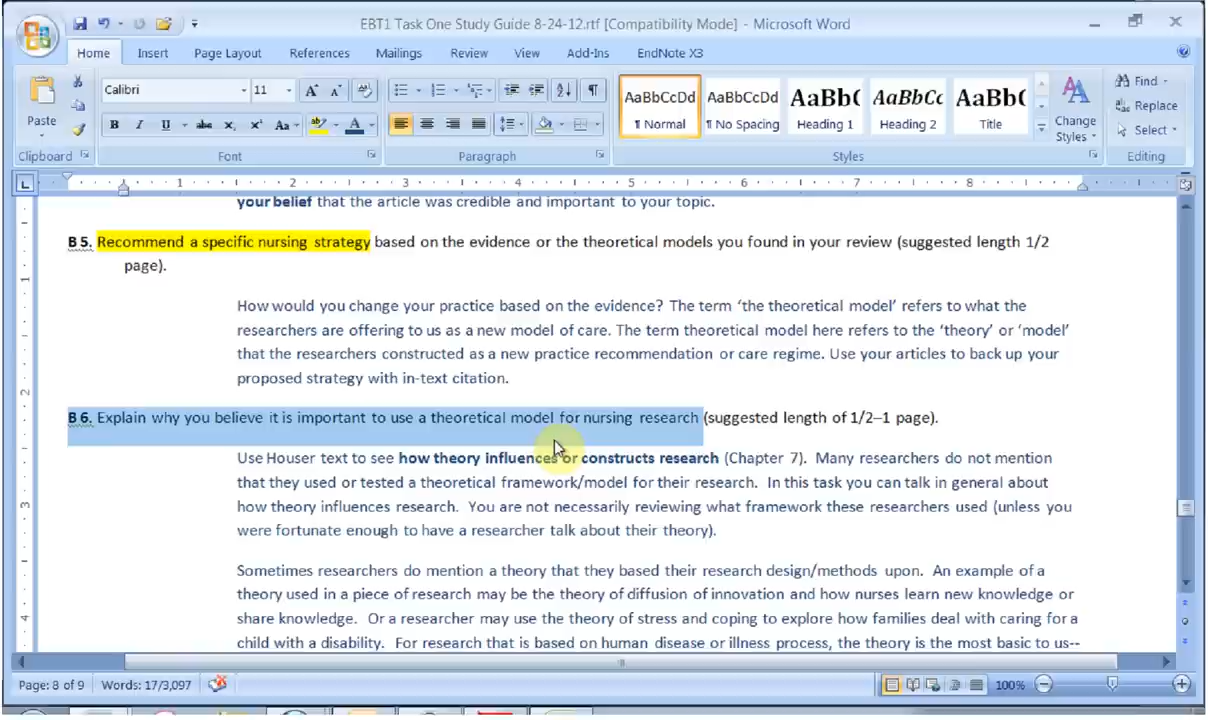 EBT1 Task One Study Guide 8-24-12.rtf [Compatibility Mode] - Microsoft Word
Home Insert Page Layout References Mailings Review View Add-Ins EndNote X3
Paste
Calibri 11
B I U abc x₂ x² Aa A A A
AaBbCcDd AaBbCcDd AaBb( AaBbCc AaBb(
¶ Normal ¶ No Spacing Heading 1 Heading 2 Title
Change Styles
Find
Replace
Select
Clipboard Font Paragraph Styles Editing
L 1 2 3 4 5 6 7 8
your belief that the article was credible and important to your topic.
B 5. Recommend a specific nursing strategy based on the evidence or the theoretical models you found in your review (suggested length 1/2
page).
How would you change your practice based on the evidence? The term ‘the theoretical model’ refers to what the
researchers are offering to us as a new model of care. The term theoretical model here refers to the ‘theory’ or ‘model’
that the researchers constructed as a new practice recommendation or care regime. Use your articles to back up your
proposed strategy with in-text citation.
B 6. Explain why you believe it is important to use a theoretical model for nursing research (suggested length of 1/2–1 page).
Use Houser text to see how theory influences or constructs research (Chapter 7). Many researchers do not mention
that they used or tested a theoretical framework/model for their research. In this task you can talk in general about
how theory influences research. You are not necessarily reviewing what framework these researchers used (unless you
were fortunate enough to have a researcher talk about their theory).
Sometimes researchers do mention a theory that they based their research design/methods upon. An example of a
theory used in a piece of research may be the theory of diffusion of innovation and how nurses learn new knowledge or
share knowledge. Or a researcher may use the theory of stress and coping to explore how families deal with caring for a
child with a disability. For research that is based on human disease or illness process, the theory is the most basic to us--
1
2
3
4
Page: 8 of 9 Words: 17/3,097 100%